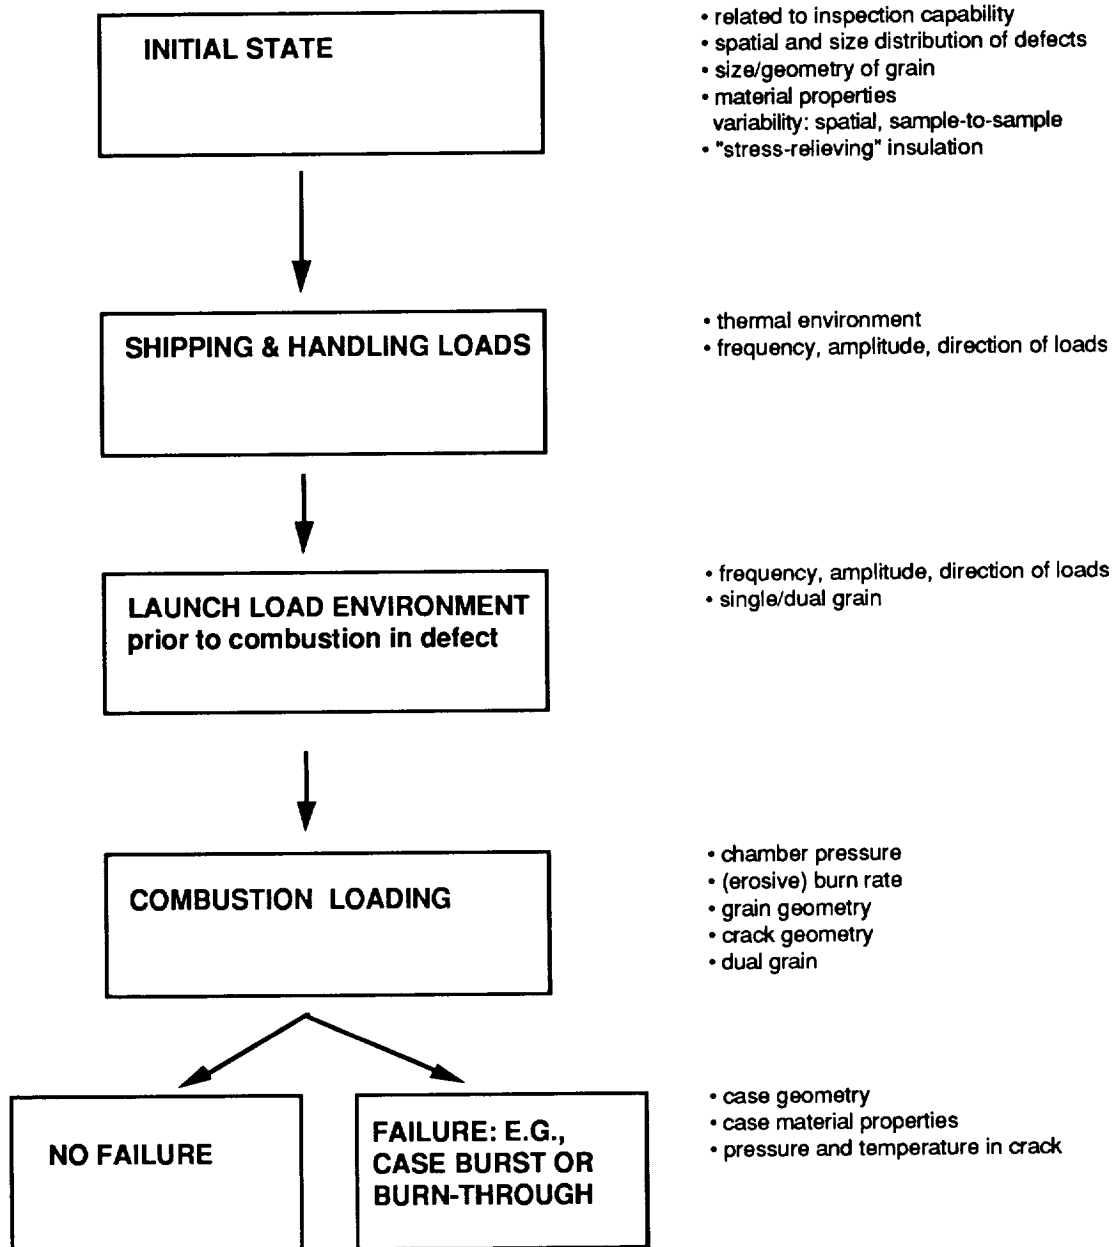 INITIAL STATE
• related to inspection capability
• spatial and size distribution of defects
• size/geometry of grain
• material properties
variability: spatial, sample-to-sample
• "stress-relieving" insulation
SHIPPING & HANDLING LOADS
• thermal environment
• frequency, amplitude, direction of loads
LAUNCH LOAD ENVIRONMENT
prior to combustion in defect
• frequency, amplitude, direction of loads
• single/dual grain
COMBUSTION LOADING
• chamber pressure
• (erosive) burn rate
• grain geometry
• crack geometry
• dual grain
NO FAILURE
FAILURE: E.G.,
CASE BURST OR
BURN-THROUGH
• case geometry
• case material properties
• pressure and temperature in crack